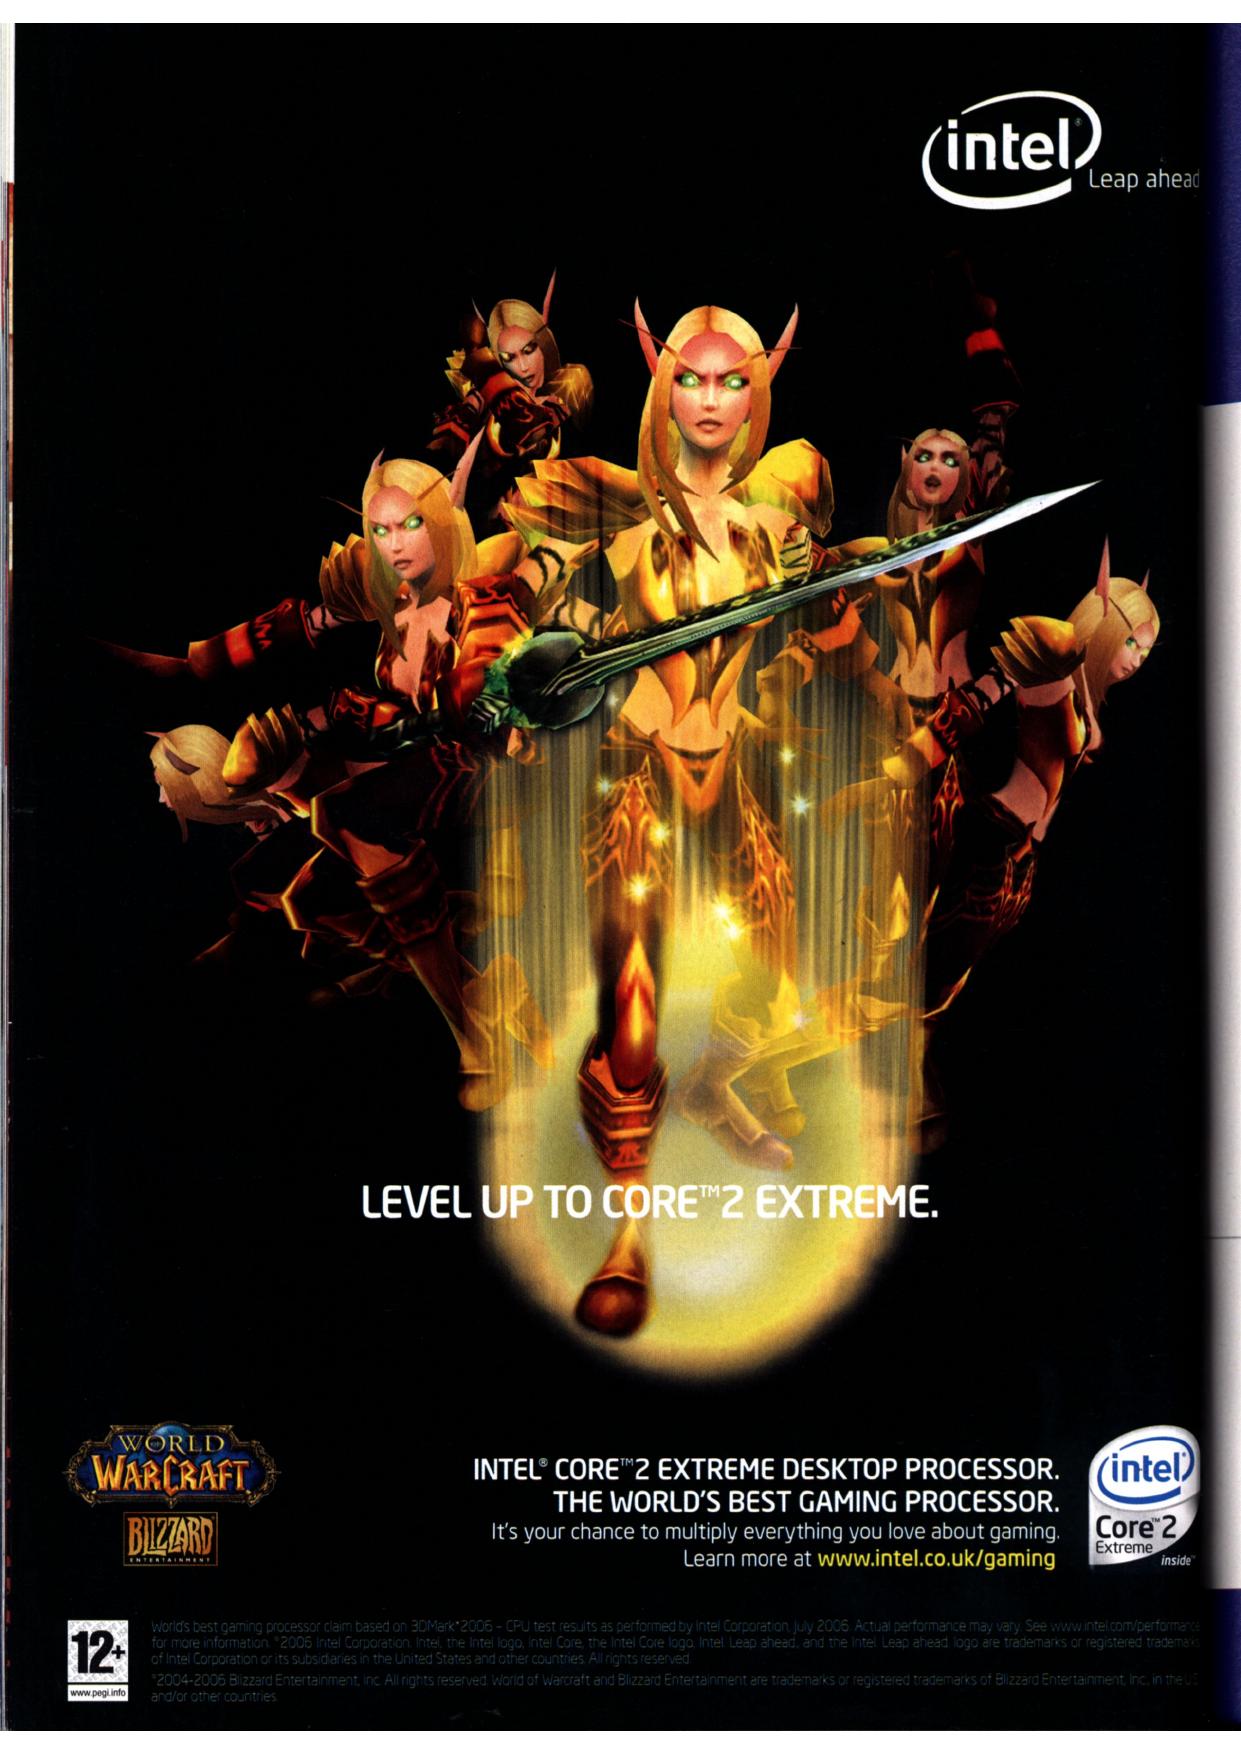 intel®
Leap ahead
LEVEL UP TO CORE™2 EXTREME.
WORLD
OF
WARCRAFT
BLIZZARD
ENTERTAINMENT
INTEL® CORE™2 EXTREME DESKTOP PROCESSOR.
THE WORLD'S BEST GAMING PROCESSOR.
It's your chance to multiply everything you love about gaming.
Learn more at www.intel.co.uk/gaming
intel
Core™2
Extreme
inside™
12+
www.pegi.info
World's best gaming processor claim based on 3DMark*2006 – CPU test results as performed by Intel Corporation, July 2006. Actual performance may vary. See www.intel.com/performance
for more information. ©2006 Intel Corporation. Intel, the Intel logo, Intel Core, the Intel Core logo, Intel Leap ahead, and the Intel Leap ahead logo are trademarks or registered trademarks
of Intel Corporation or its subsidiaries in the United States and other countries. All rights reserved.
©2004-2006 Blizzard Entertainment, Inc. All rights reserved. World of Warcraft and Blizzard Entertainment are trademarks or registered trademarks of Blizzard Entertainment, Inc., in the US
and/or other countries.